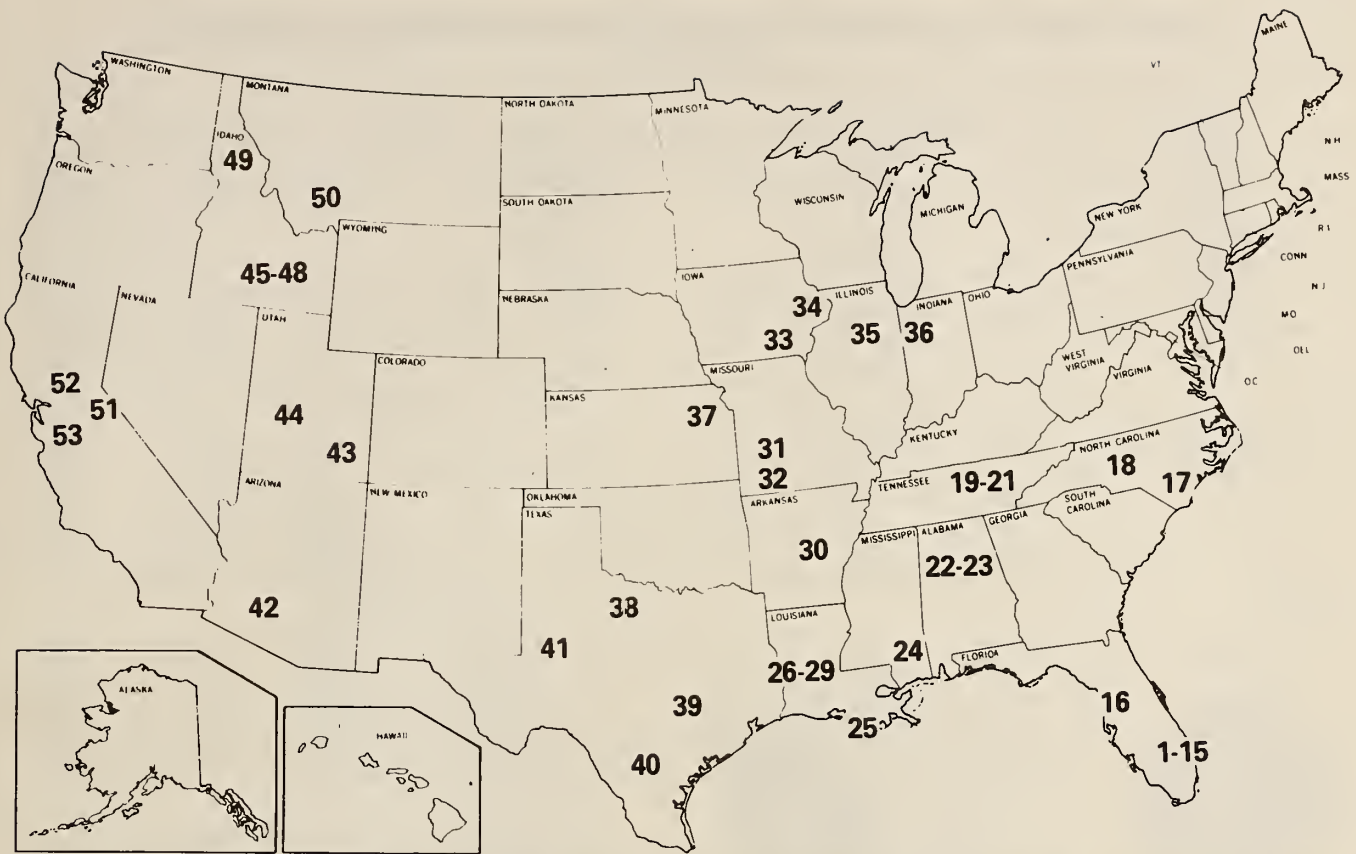 MAINE
VT
WASHINGTON
MONTANA
NORTH DAKOTA
MINNESOTA
IDAHO
49
NH
OREGON
MASS
50
SOUTH DAKOTA
WISCONSIN
MICHIGAN
NEW YORK
WYOMING
RI
PENNSYLVANIA
CONN
45-48
IOWA
CALIFORNIA
NEVADA
NEBRASKA
ILLINOIS
INDIANA
OHIO
NJ
UTAH
34
MO
33
35
36
WEST
VIRGINIA
VIRGINIA
DEL
COLORADO
MISSOURI
52
DC
51
KANSAS
44
37
53
KENTUCKY
NORTH CAROLINA
43
31
18
32
TENNESSEE
19-21
17
ARIZONA
NEW MEXICO
OKLAHOMA
TEXAS
ARKANSAS
SOUTH
CAROLINA
MISSISSIPPI
ALABAMA
GEORGIA
30
22-23
42
38
LOUISIANA
41
24
FLORIDA
26-29
ALASKA
39
16
25
HAWAII
1-15
40